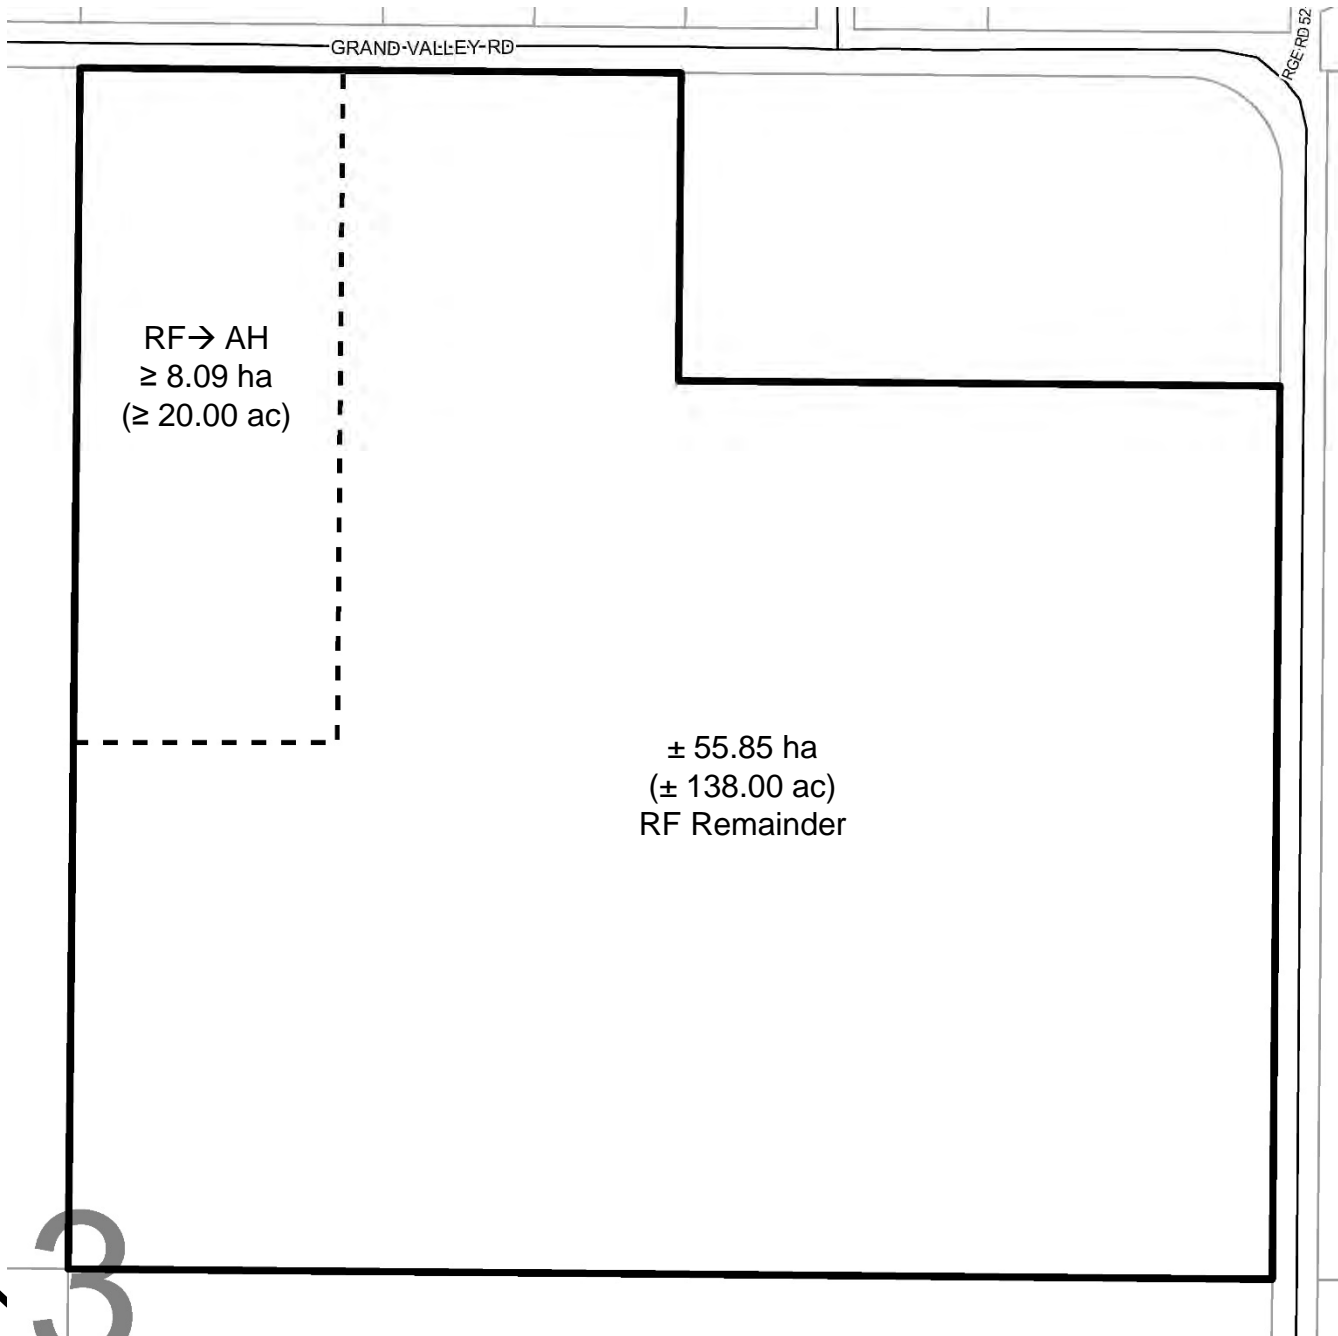 GRAND-VALLEY-RD
RGE RD 52
RF→ AH
≥ 8.09 ha
(≥ 20.00 ac)
± 55.85 ha
(± 138.00 ac)
RF Remainder
3